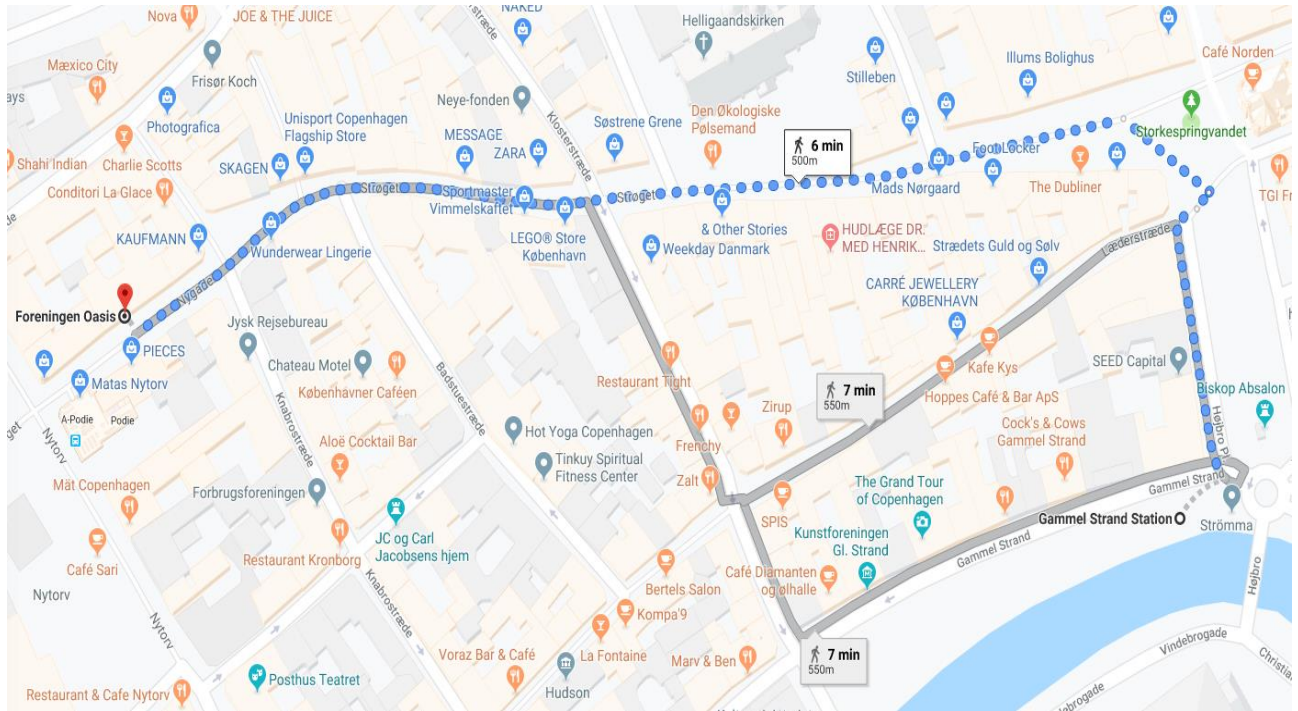 Nova
JOE & THE JUICE
NAKED
Helligaandskirken
Mæxico City
Frisør Koch
Stilleben
Illums Bolighus
Café Norden
ays
Photografica
Unisport Copenhagen
Flagship Store
Neye-fonden
Klosterstræde
Søstrene Grene
Den Økologiske
Pølsemand
Storkespringvandet
Shahi Indian
Charlie Scotts
SKAGEN
MESSAGE
ZARA
6 min
500m
Foot Locker
Conditori La Glace
Strøget
Sportmaster
Vimmelskaftet
Strøget
Mads Nørgaard
The Dubliner
TGI Fr
KAUFMANN
Wunderwear Lingerie
LEGO® Store
København
& Other Stories
Weekday Danmark
HUDLÆGE DR.
MED HENRIK...
Strædets Guld og Sølv
Læderstræde
Nygade
CARRÉ JEWELLERY
KØBENHAVN
Foreningen Oasis
Jysk Rejsebureau
PIECES
Chateau Motel
Restaurant Tight
Kafe Kys
SEED Capital
Matas Nytorv
Københavner Caféen
Badstuestræde
7 min
550m
Hoppes Café & Bar ApS
Biskop Absalon
A-Podie
Podie
get
Nytorv
Knabrostræde
Aloë Cocktail Bar
Hot Yoga Copenhagen
Zirup
Frenchy
Cock's & Cows
Gammel Strand
Højbro Pl.
Tinkuy Spiritual
Fitness Center
Zalt
Mät Copenhagen
Forbrugsforeningen
The Grand Tour
of Copenhagen
Gammel Strand
SPIS
Gammel Strand Station
Strömma
JC og Carl
Jacobsens hjem
Kunstforeningen
Gl. Strand
Gammel Strand
Café Sari
Restaurant Kronborg
Bertels Salon
Café Diamanten
og ølhalle
Højbro
Nytorv
Nytorv
Knabrostræde
Kompa'9
Vindebrogade
La Fontaine
7 min
550m
Christian
Voraz Bar & Café
Marv & Ben
Posthus Teatret
Hudson
Restaurant & Cafe Nytorv
Vindebrogade